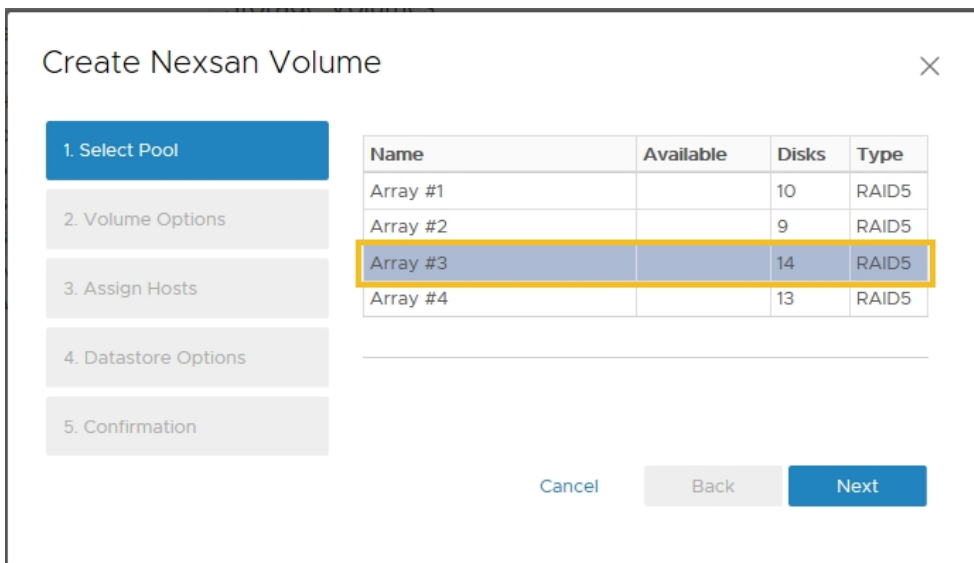 Create Nexsan Volume
1. Select Pool
2. Volume Options
3. Assign Hosts
4. Datastore Options
5. Confirmation
Name Available Disks Type
Array #1 10 RAID5
Array #2 9 RAID5
Array #3 14 RAID5
Array #4 13 RAID5
Cancel Back Next